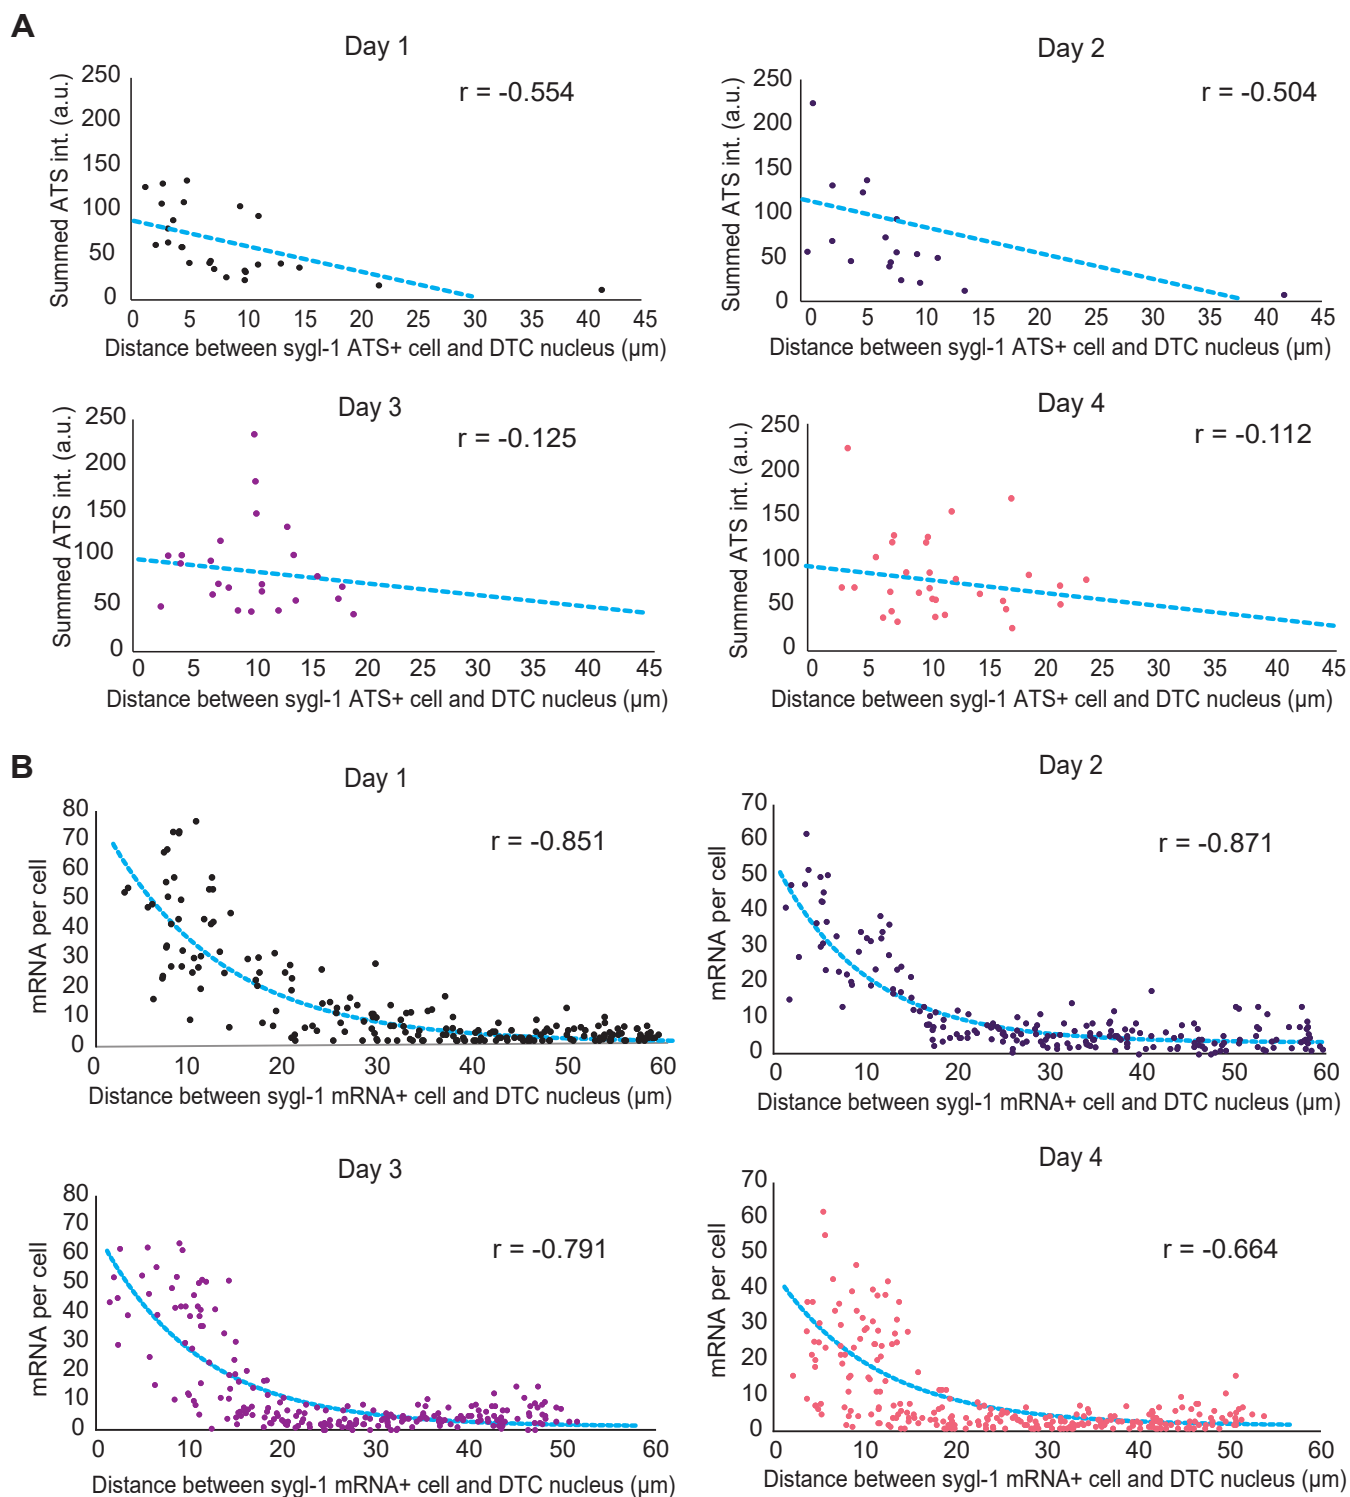 A
Day 1
r = -0.554
Summed ATS int. (a.u.)
250
200
150
100
50
0
0 5 10 15 20 25 30 35 40 45
Distance between sygl-1 ATS+ cell and DTC nucleus (µm)
Day 2
r = -0.504
Summed ATS int. (a.u.)
250
200
150
100
50
0
0 5 10 15 20 25 30 35 40 45
Distance between sygl-1 ATS+ cell and DTC nucleus (µm)
Day 3
r = -0.125
Summed ATS int. (a.u.)
250
200
150
100
50
0
0 5 10 15 20 25 30 35 40 45
Distance between sygl-1 ATS+ cell and DTC nucleus (µm)
Day 4
r = -0.112
Summed ATS int. (a.u.)
250
200
150
100
50
0
0 5 10 15 20 25 30 35 40 45
Distance between sygl-1 ATS+ cell and DTC nucleus (µm)
B
Day 1
r = -0.851
mRNA per cell
80
70
60
50
40
30
20
10
0
0 10 20 30 40 50 60
Distance between sygl-1 mRNA+ cell and DTC nucleus (µm)
Day 2
r = -0.871
mRNA per cell
70
60
50
40
30
20
10
0
0 10 20 30 40 50 60
Distance between sygl-1 mRNA+ cell and DTC nucleus (µm)
Day 3
r = -0.791
mRNA per cell
80
70
60
50
40
30
20
10
0
0 10 20 30 40 50 60
Distance between sygl-1 mRNA+ cell and DTC nucleus (µm)
Day 4
r = -0.664
mRNA per cell
70
60
50
40
30
20
10
0
0 10 20 30 40 50 60
Distance between sygl-1 mRNA+ cell and DTC nucleus (µm)